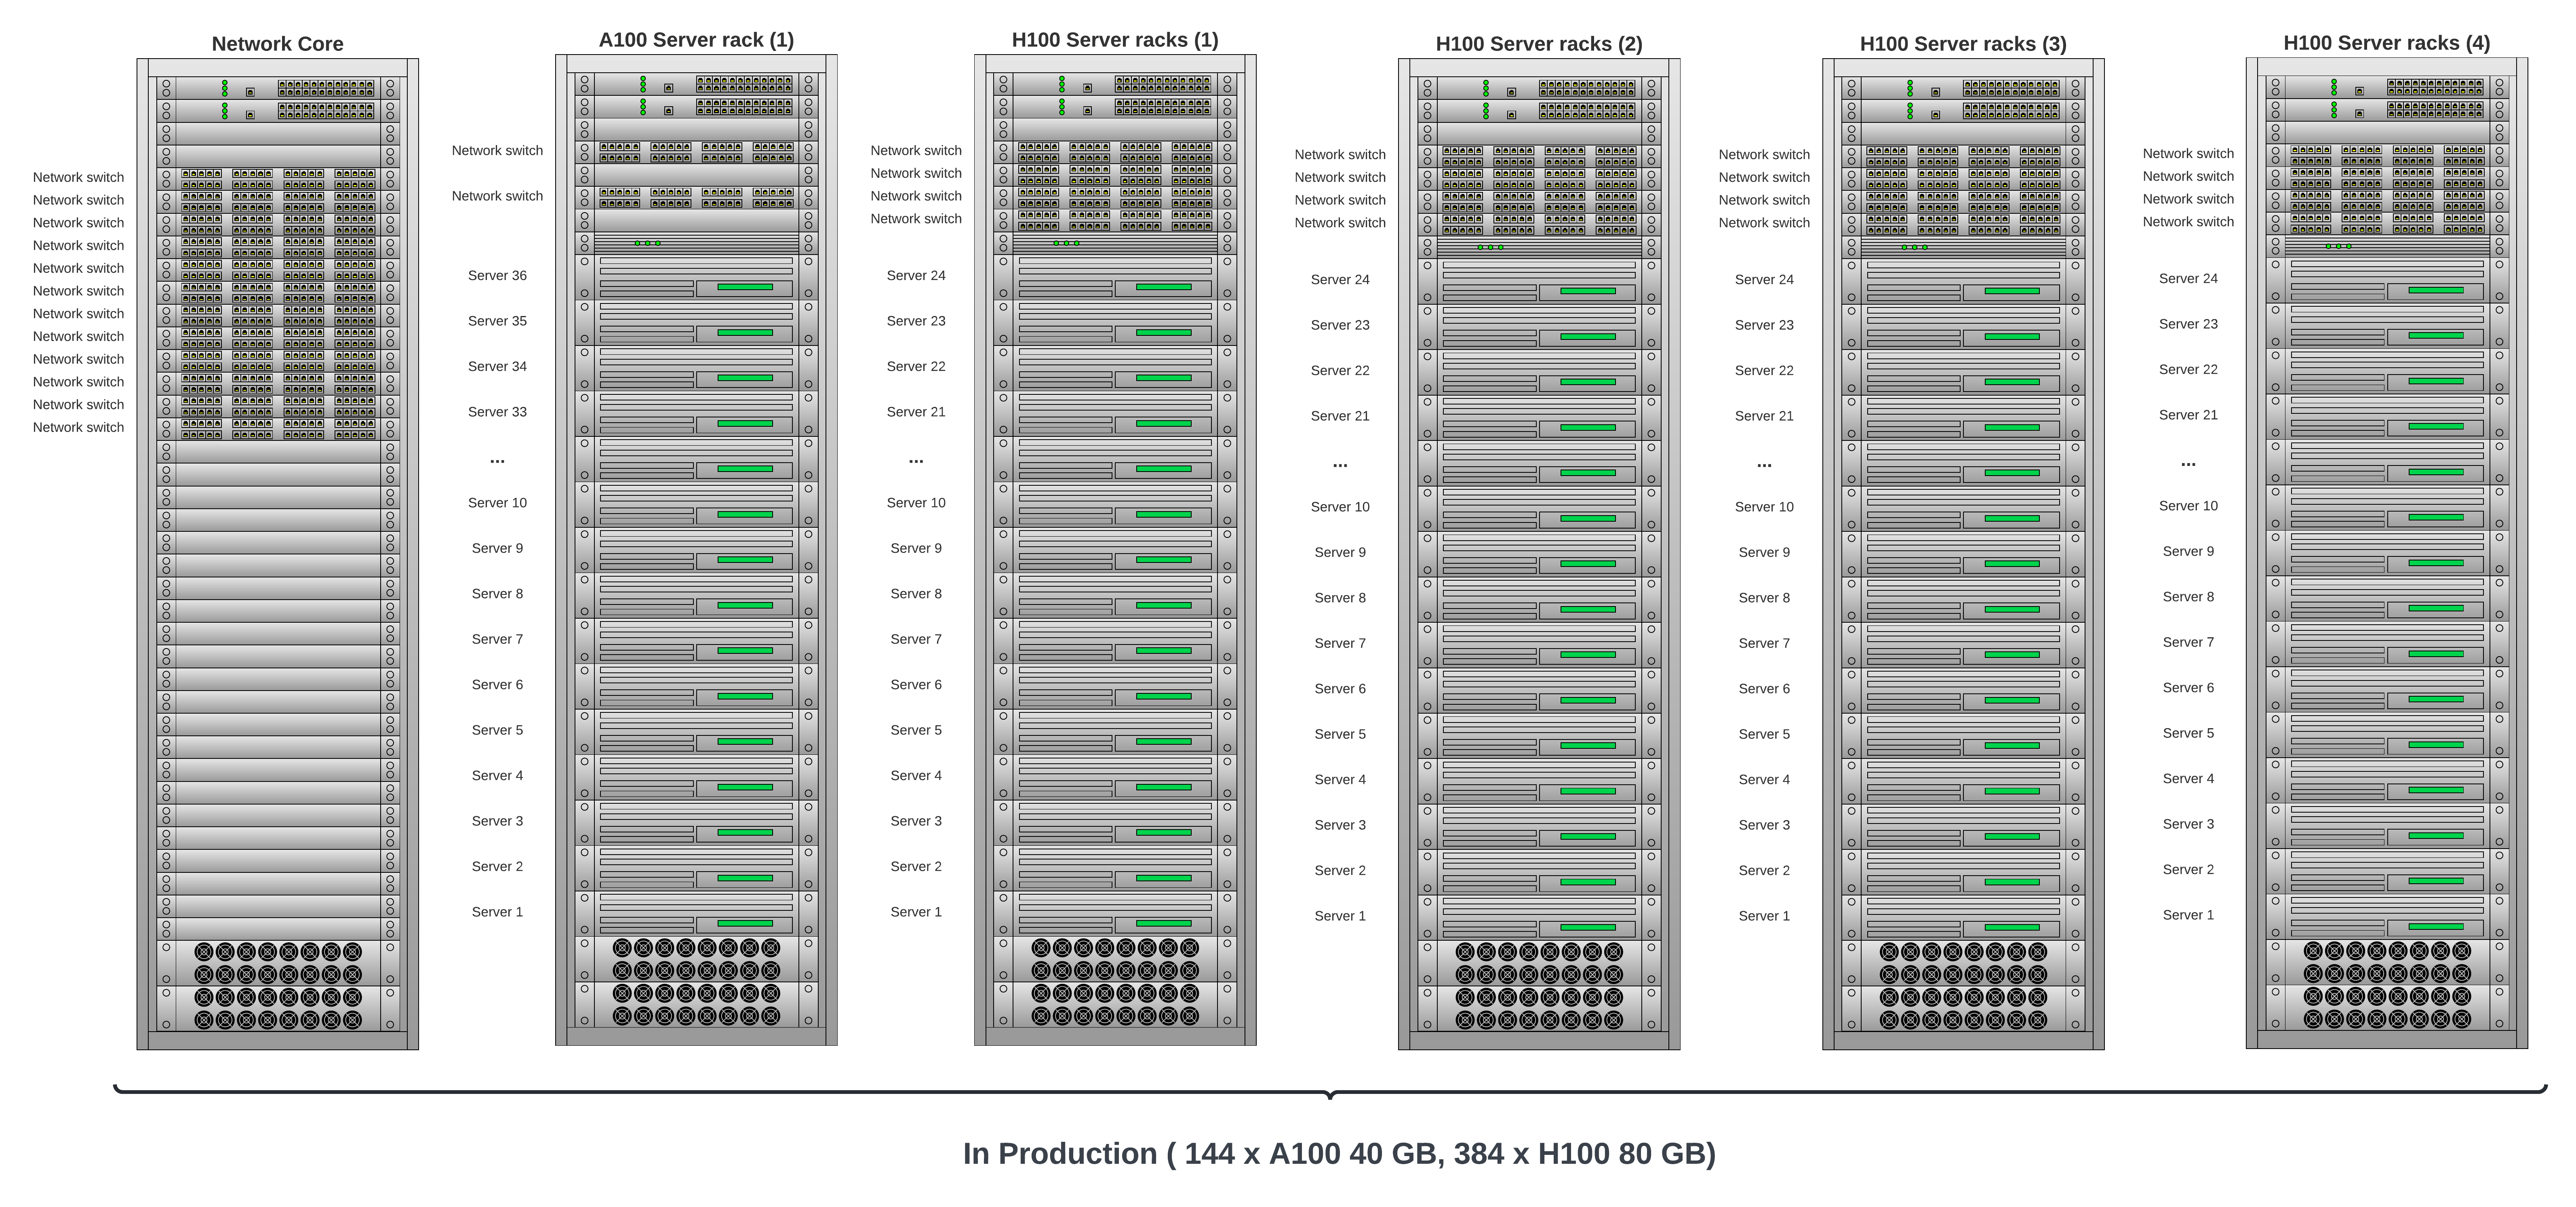 Network Core
A100 Server rack (1)
H100 Server racks (1)
H100 Server racks (2)
H100 Server racks (3)
H100 Server racks (4)
Network switch
Network switch
Network switch
Network switch
Network switch
Network switch
Network switch
Network switch
Network switch
Network switch
Network switch
Network switch
Network switch
Network switch
Server 36
Server 35
Server 34
Server 33
...
Server 10
Server 9
Server 8
Server 7
Server 6
Server 5
Server 4
Server 3
Server 2
Server 1
Network switch
Network switch
Network switch
Network switch
Server 24
Server 23
Server 22
Server 21
...
Server 10
Server 9
Server 8
Server 7
Server 6
Server 5
Server 4
Server 3
Server 2
Server 1
Network switch
Network switch
Network switch
Network switch
Server 24
Server 23
Server 22
Server 21
...
Server 10
Server 9
Server 8
Server 7
Server 6
Server 5
Server 4
Server 3
Server 2
Server 1
Network switch
Network switch
Network switch
Network switch
Server 24
Server 23
Server 22
Server 21
...
Server 10
Server 9
Server 8
Server 7
Server 6
Server 5
Server 4
Server 3
Server 2
Server 1
Network switch
Network switch
Network switch
Network switch
Server 24
Server 23
Server 22
Server 21
...
Server 10
Server 9
Server 8
Server 7
Server 6
Server 5
Server 4
Server 3
Server 2
Server 1
In Production ( 144 x A100 40 GB, 384 x H100 80 GB)